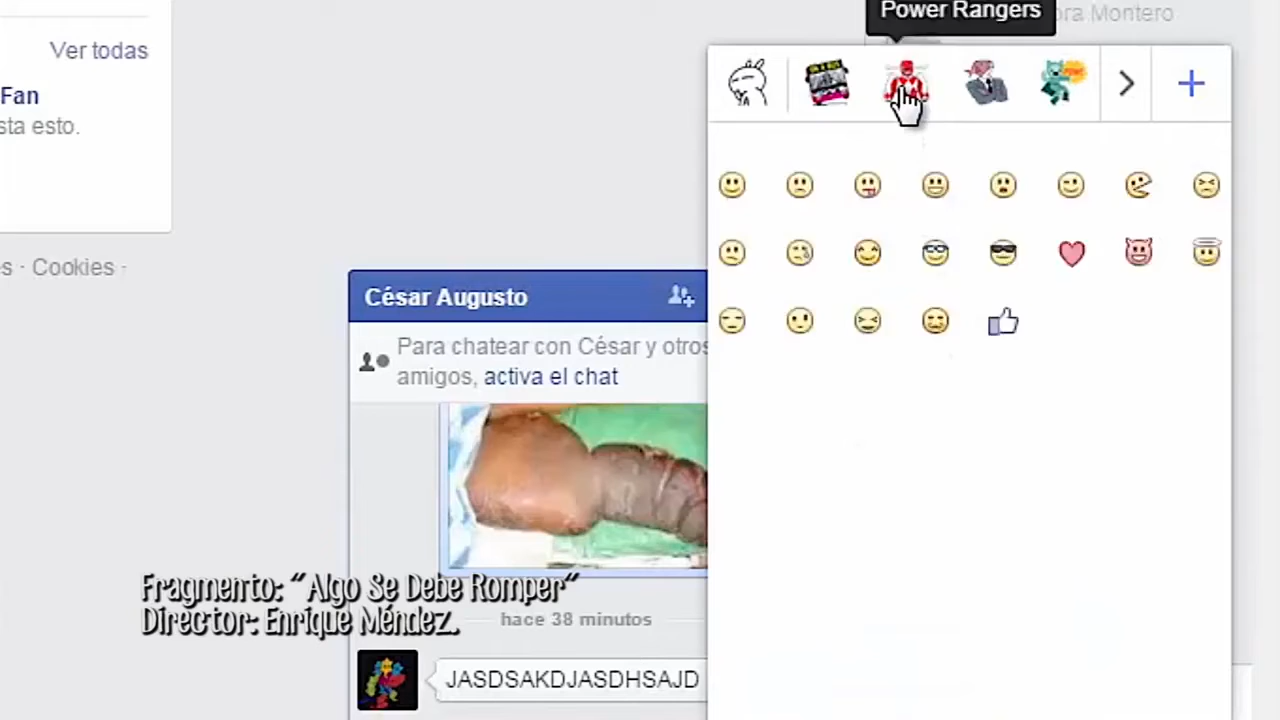 Power Rangers
ora Montero
Ver todas
Fan
sta esto.
s · Cookies ·
César Augusto
Para chatear con César y otros
amigos, activa el chat
Fragmento: "Algo Se Debe Romper"
Director: Enrique Méndez.
hace 38 minutos
JASDSAKDJASDHSAJD